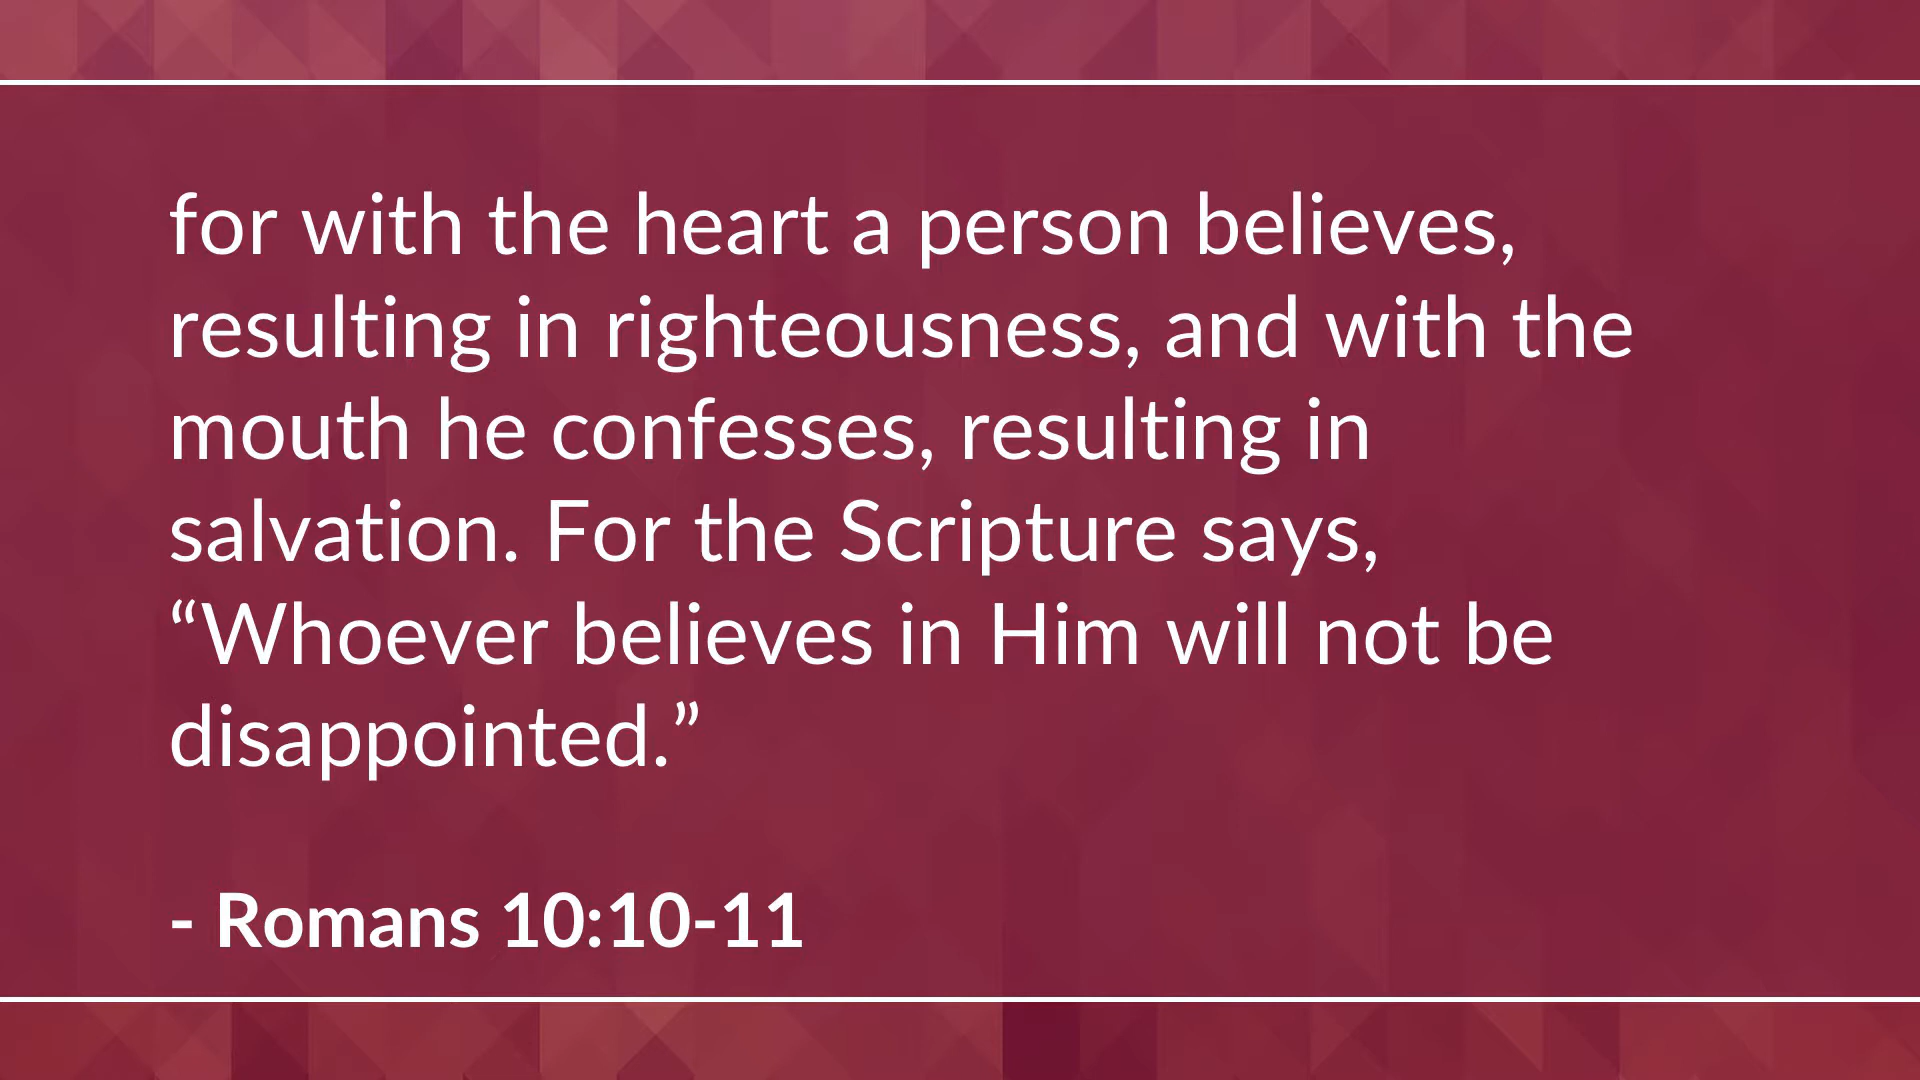 for with the heart a person believes,
resulting in righteousness, and with the
mouth he confesses, resulting in
salvation. For the Scripture says,
“Whoever believes in Him will not be
disappointed.”
- Romans 10:10-11